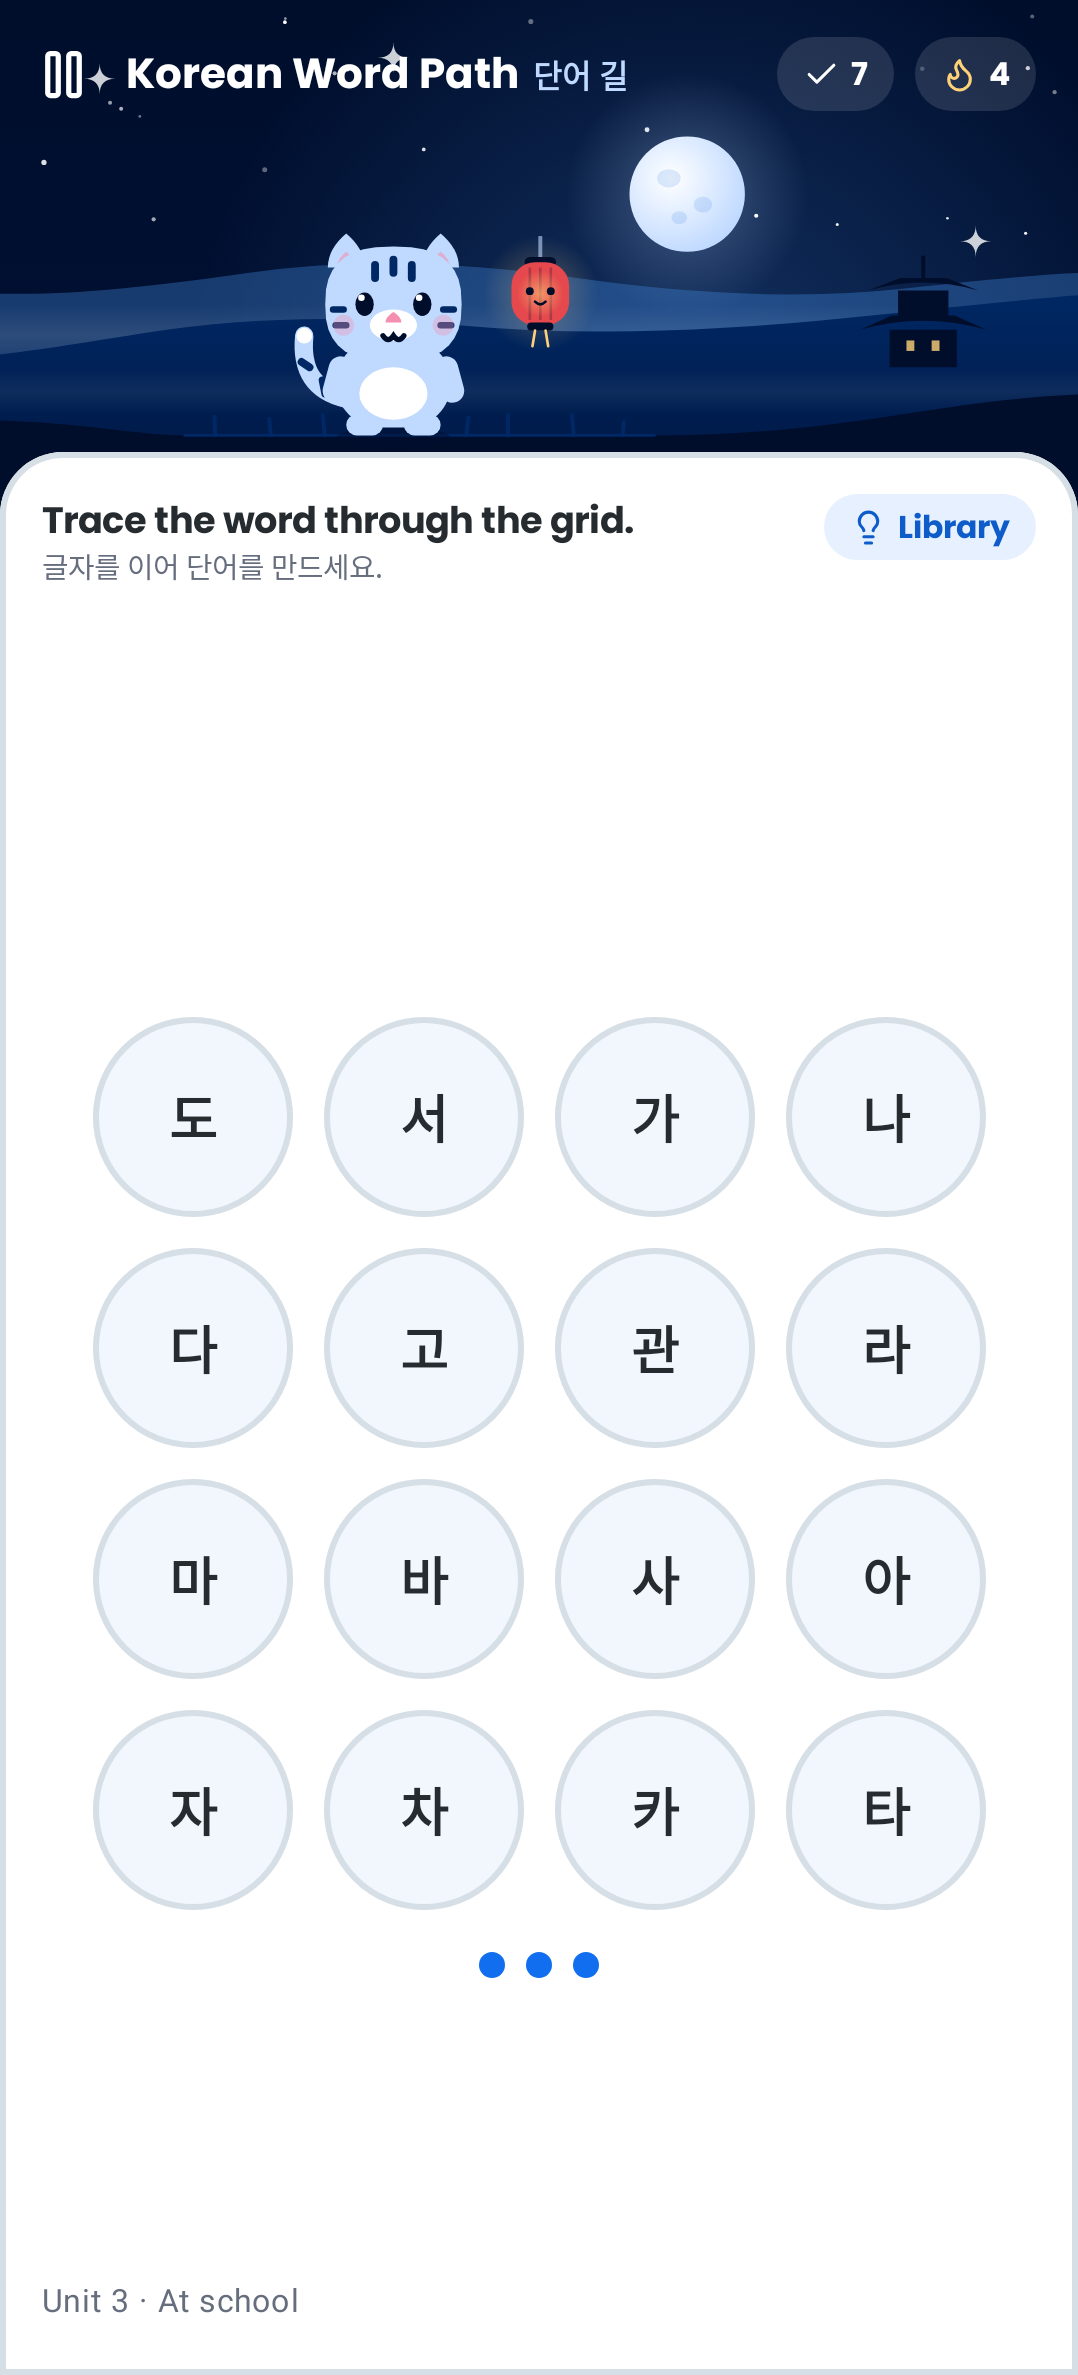 Korean Word Path 단어 길
7
4
Trace the word through the grid.
글자를 이어 단어를 만드세요.
Library
도 서 가 나
다 고 관 라
마 바 사 아
자 차 카 타
Unit 3 · At school